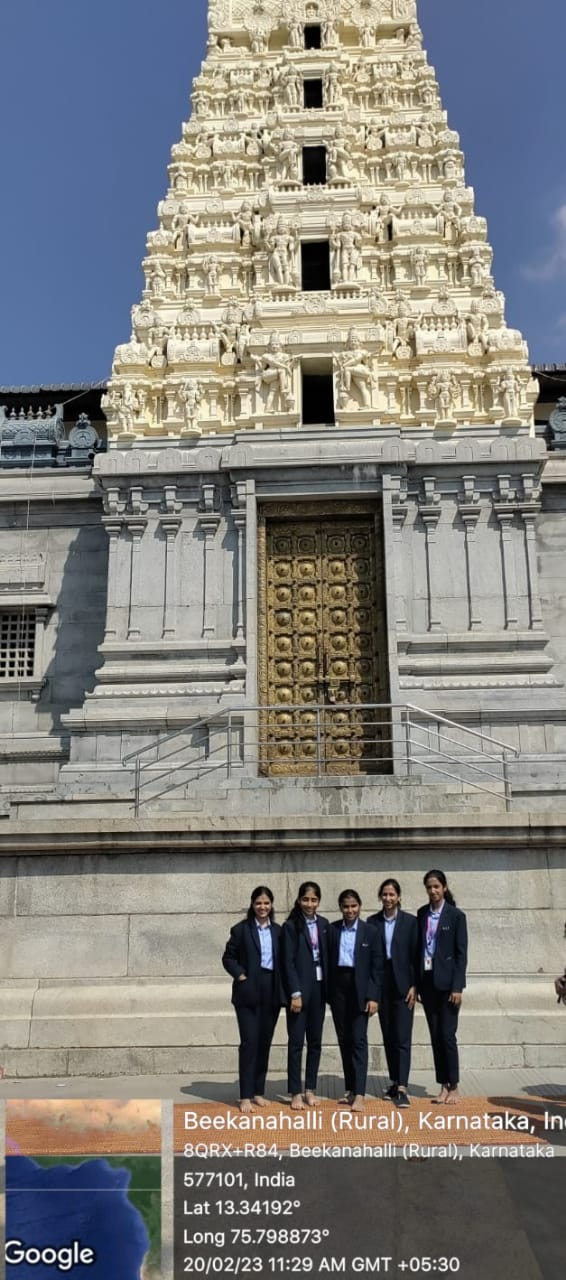 Beekanahalli (Rural), Karnataka, In
8QRX+R84, Beekanahalli (Rural), Karnataka
577101, India
Lat 13.34192°
Long 75.798873°
20/02/23 11:29 AM GMT +05:30
Google